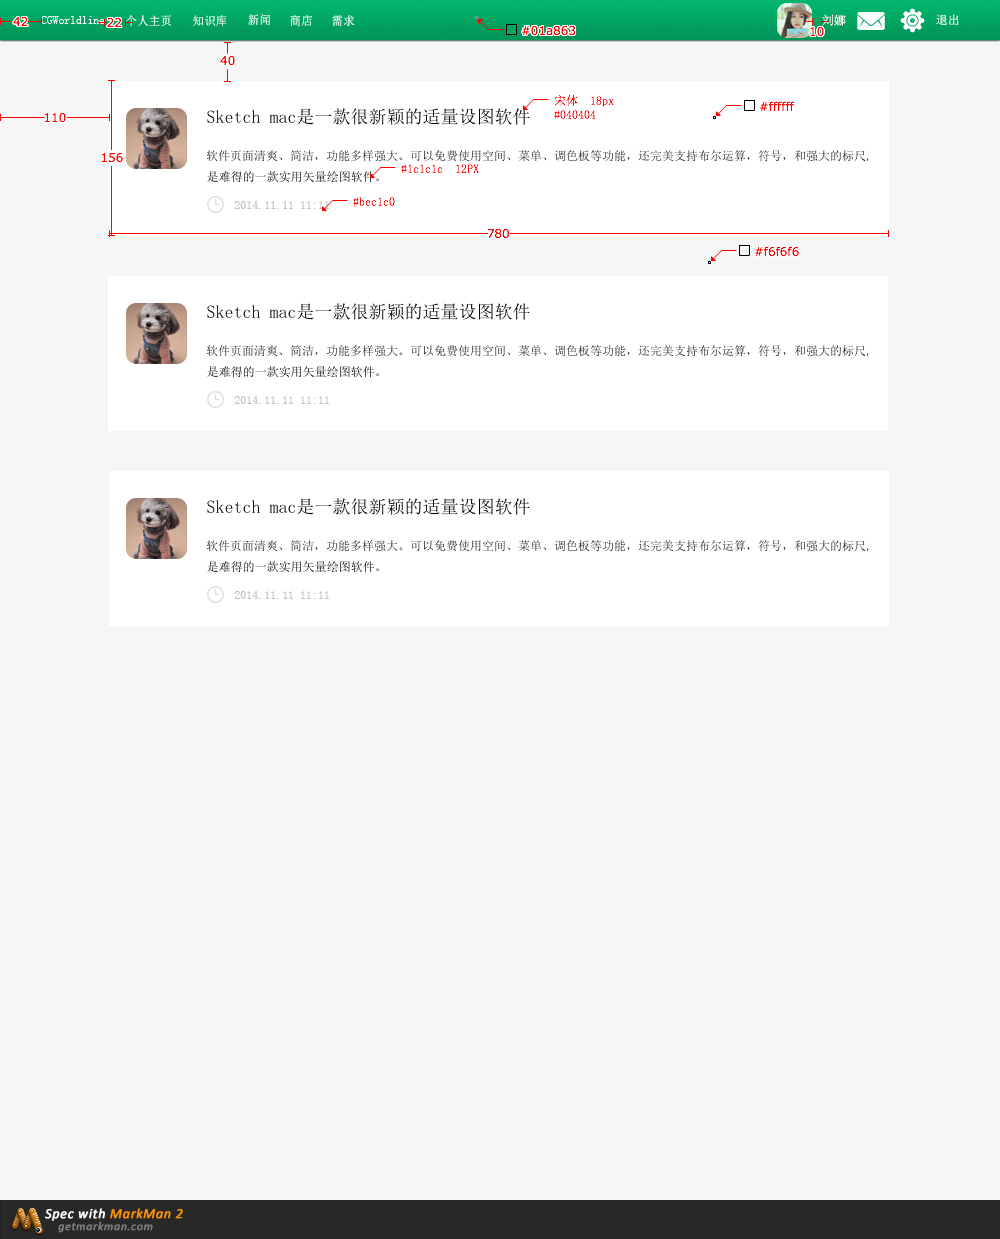 42 CGWorldline 22 个人主页 知识库 新闻 商店 需求 #01a863 刘娜 10 退出
40
宋体 18px
#040404
#ffffff
110
Sketch mac是一款很新颖的适量设图软件
156
软件页面清爽、简洁，功能多样强大。可以免费使用空间、菜单、调色板等功能，还完美支持布尔运算，符号，和强大的标尺，
是难得的一款实用矢量绘图软件。
#1c1c1c 12PX
2014.11.11 11:11
#bec1c0
780
#f6f6f6
Sketch mac是一款很新颖的适量设图软件
软件页面清爽、简洁，功能多样强大。可以免费使用空间、菜单、调色板等功能，还完美支持布尔运算，符号，和强大的标尺，
是难得的一款实用矢量绘图软件。
2014.11.11 11:11
Sketch mac是一款很新颖的适量设图软件
软件页面清爽、简洁，功能多样强大。可以免费使用空间、菜单、调色板等功能，还完美支持布尔运算，符号，和强大的标尺，
是难得的一款实用矢量绘图软件。
2014.11.11 11:11
Spec with MarkMan 2
getmarkman.com